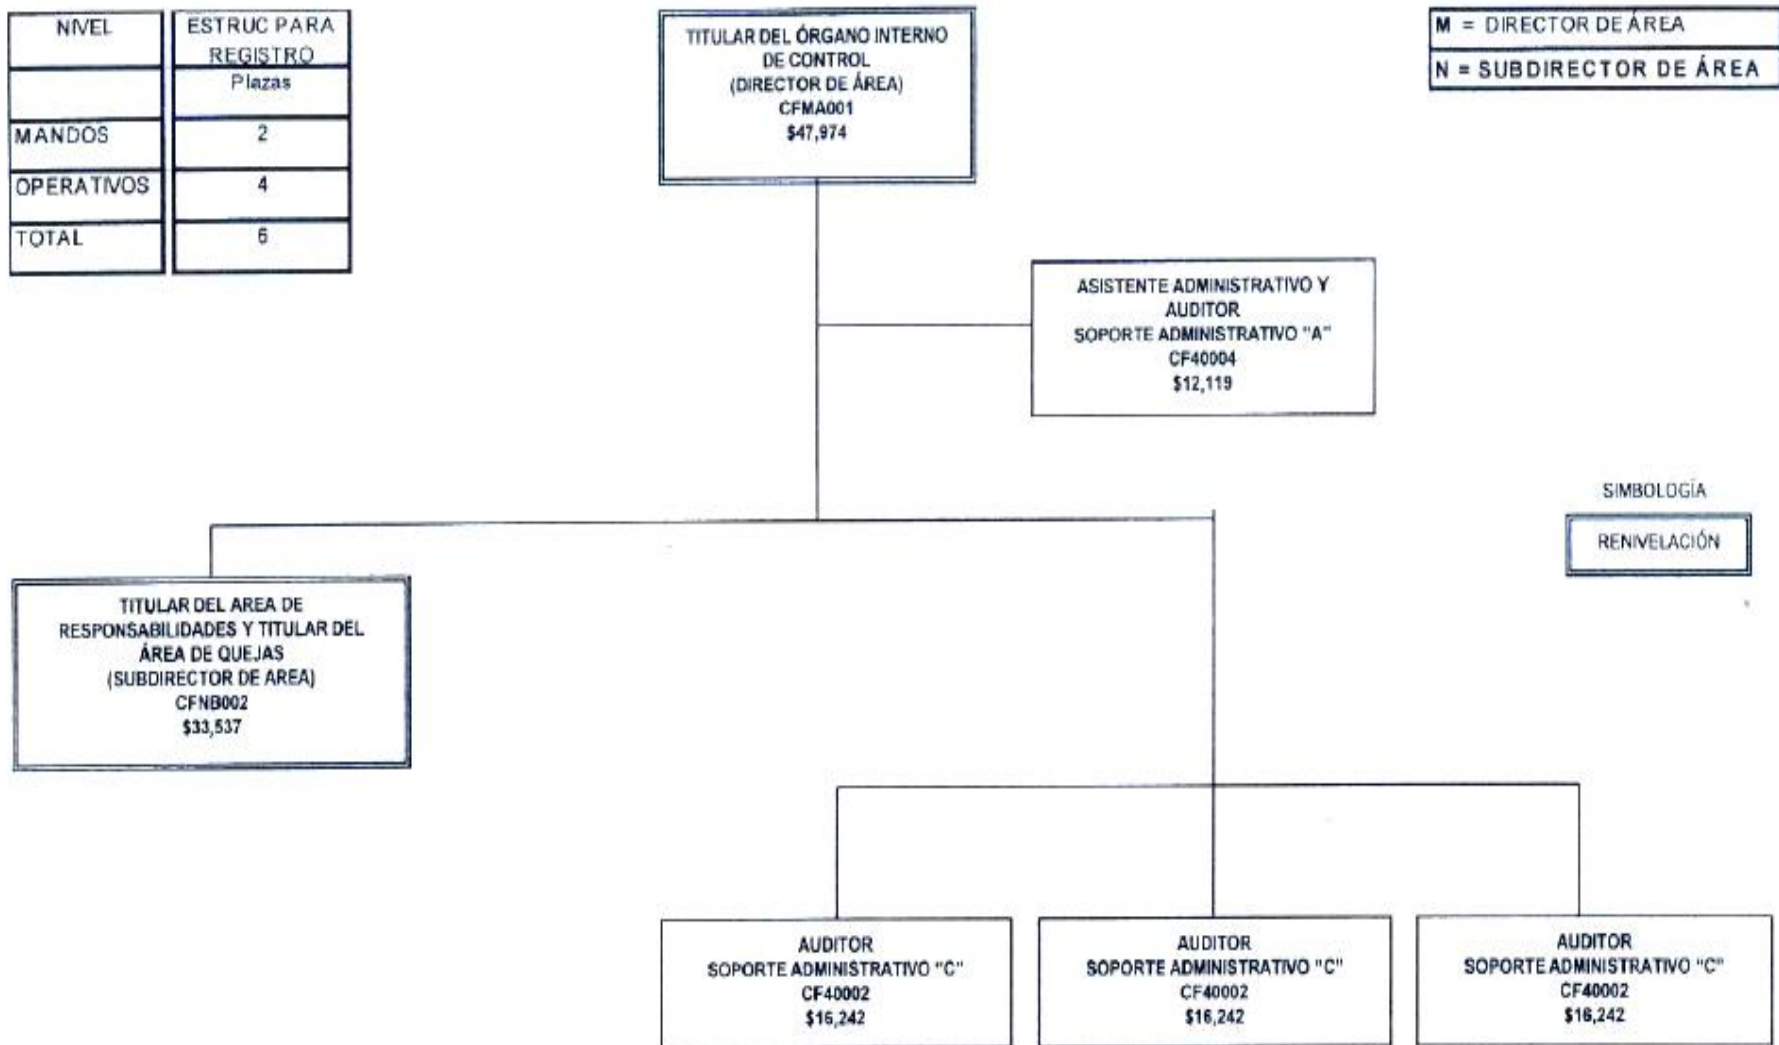 NIVEL
ESTRUC PARA
REGISTRO
Plazas
MANDOS 2
OPERATIVOS 4
TOTAL 6
TITULAR DEL ÓRGANO INTERNO
DE CONTROL
(DIRECTOR DE ÁREA)
CFMA001
$47,974
M = DIRECTOR DE ÁREA
N = SUBDIRECTOR DE ÁREA
ASISTENTE ADMINISTRATIVO Y
AUDITOR
SOPORTE ADMINISTRATIVO "A"
CF40004
$12,119
SIMBOLOGÍA
RENIVELACIÓN
TITULAR DEL AREA DE
RESPONSABILIDADES Y TITULAR DEL
ÁREA DE QUEJAS
(SUBDIRECTOR DE AREA)
CFNB002
$33,537
AUDITOR
SOPORTE ADMINISTRATIVO "C"
CF40002
$16,242
AUDITOR
SOPORTE ADMINISTRATIVO "C"
CF40002
$16,242
AUDITOR
SOPORTE ADMINISTRATIVO "C"
CF40002
$16,242